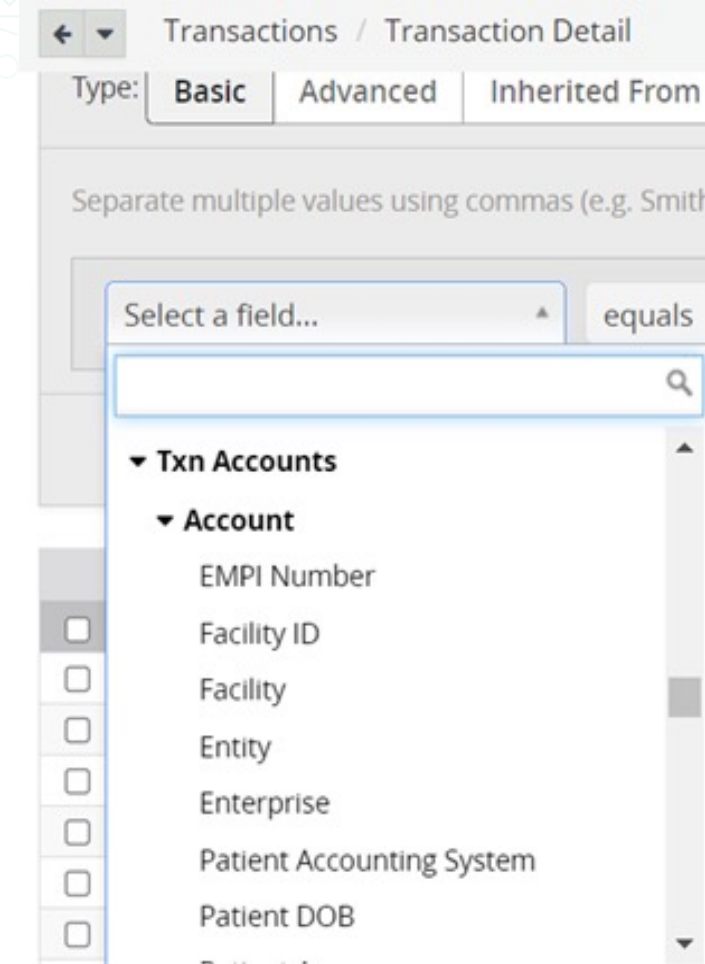 Transactions / Transaction Detail
Type: Basic Advanced Inherited From
Separate multiple values using commas (e.g. Smith
Select a field... equals
Txn Accounts
Account
EMPI Number
Facility ID
Facility
Entity
Enterprise
Patient Accounting System
Patient DOB